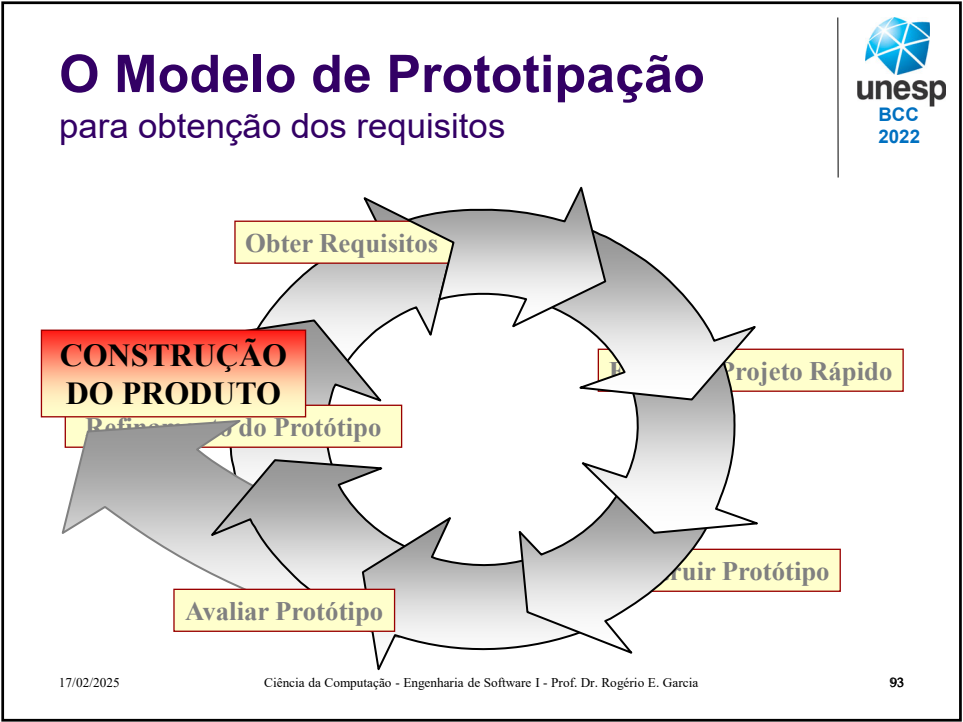 O Modelo de Prototipação
para obtenção dos requisitos
unesp
BCC
2022
Obter Requisitos
CONSTRUÇÃO
DO PRODUTO
Projeto Rápido
do Protótipo
Protótipo
Avaliar Protótipo
17/02/2025
Ciência da Computação - Engenharia de Software I - Prof. Dr. Rogério E. Garcia
93